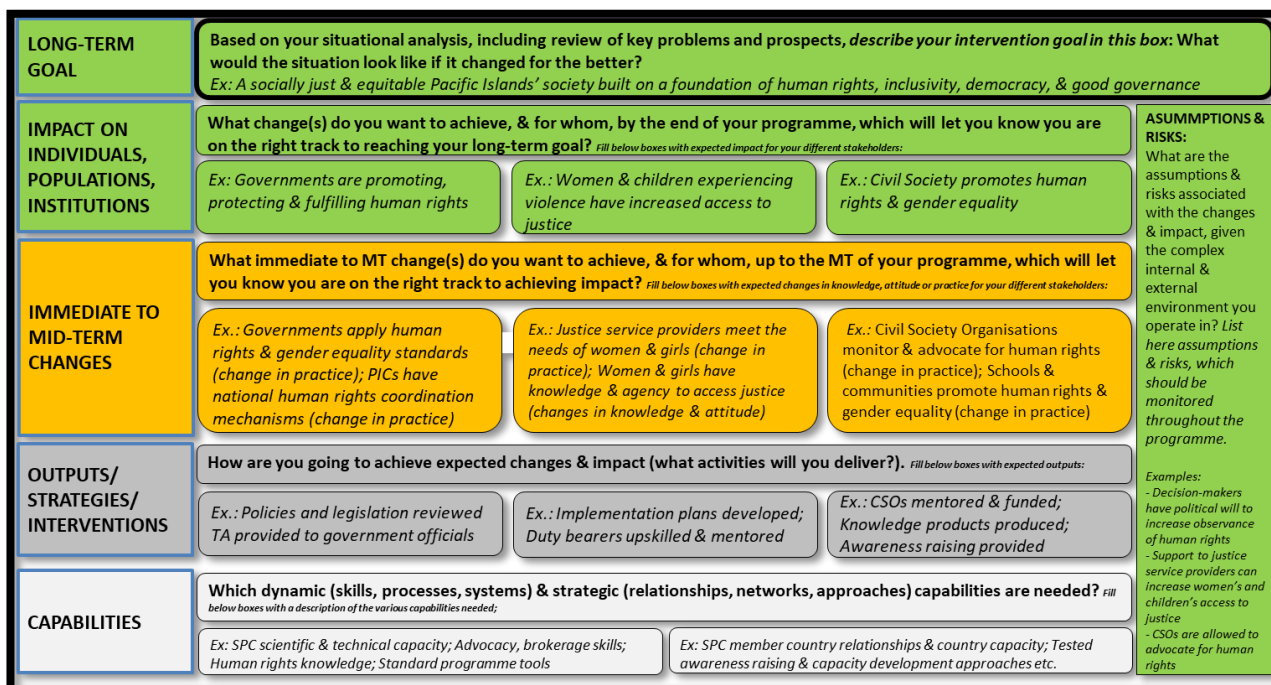 LONG-TERM
GOAL
Based on your situational analysis, including review of key problems and prospects, describe your intervention goal in this box: What
would the situation look like if it changed for the better?
Ex: A socially just & equitable Pacific Islands' society built on a foundation of human rights, inclusivity, democracy, & good governance
IMPACT ON
INDIVIDUALS,
POPULATIONS,
INSTITUTIONS
What change(s) do you want to achieve, & for whom, by the end of your programme, which will let you know you are
on the right track to reaching your long-term goal? Fill below boxes with expected impact for your different stakeholders:
Ex: Governments are promoting,
protecting & fulfilling human rights
Ex.: Women & children experiencing
violence have increased access to
justice
Ex.: Civil Society promotes human
rights & gender equality
IMMEDIATE TO
MID-TERM
CHANGES
What immediate to MT change(s) do you want to achieve, & for whom, up to the MT of your programme, which will let
you know you are on the right track to achieving impact? Fill below boxes with expected changes in knowledge, attitude or practice for your different stakeholders:
Ex.: Governments apply human
rights & gender equality standards
(change in practice); PICs have
national human rights coordination
mechanisms (change in practice)
Ex.: Justice service providers meet the
needs of women & girls (change in
practice); Women & girls have
knowledge & agency to access justice
(changes in knowledge & attitude)
Ex.: Civil Society Organisations
monitor & advocate for human rights
(change in practice); Schools &
communities promote human rights &
gender equality (change in practice)
OUTPUTS/
STRATEGIES/
INTERVENTIONS
How are you going to achieve expected changes & impact (what activities will you deliver?). Fill below boxes with expected outputs:
Ex.: Policies and legislation reviewed
TA provided to government officials
Ex.: Implementation plans developed;
Duty bearers upskilled & mentored
Ex.: CSOs mentored & funded;
Knowledge products produced;
Awareness raising provided
CAPABILITIES
Which dynamic (skills, processes, systems) & strategic (relationships, networks, approaches) capabilities are needed? Fill
below boxes with a description of the various capabilities needed;
Ex: SPC scientific & technical capacity; Advocacy, brokerage skills;
Human rights knowledge; Standard programme tools
Ex: SPC member country relationships & country capacity; Tested
awareness raising & capacity development approaches etc.
ASUMMPTIONS &
RISKS:
What are the
assumptions &
risks associated
with the changes
& impact, given
the complex
internal &
external
environment you
operate in? List
here assumptions
& risks, which
should be
monitored
throughout the
programme.
Examples:
- Decision-makers
have political will to
increase observance
of human rights
- Support to justice
service providers can
increase women's and
children's access to
justice
- CSOs are allowed to
advocate for human
rights